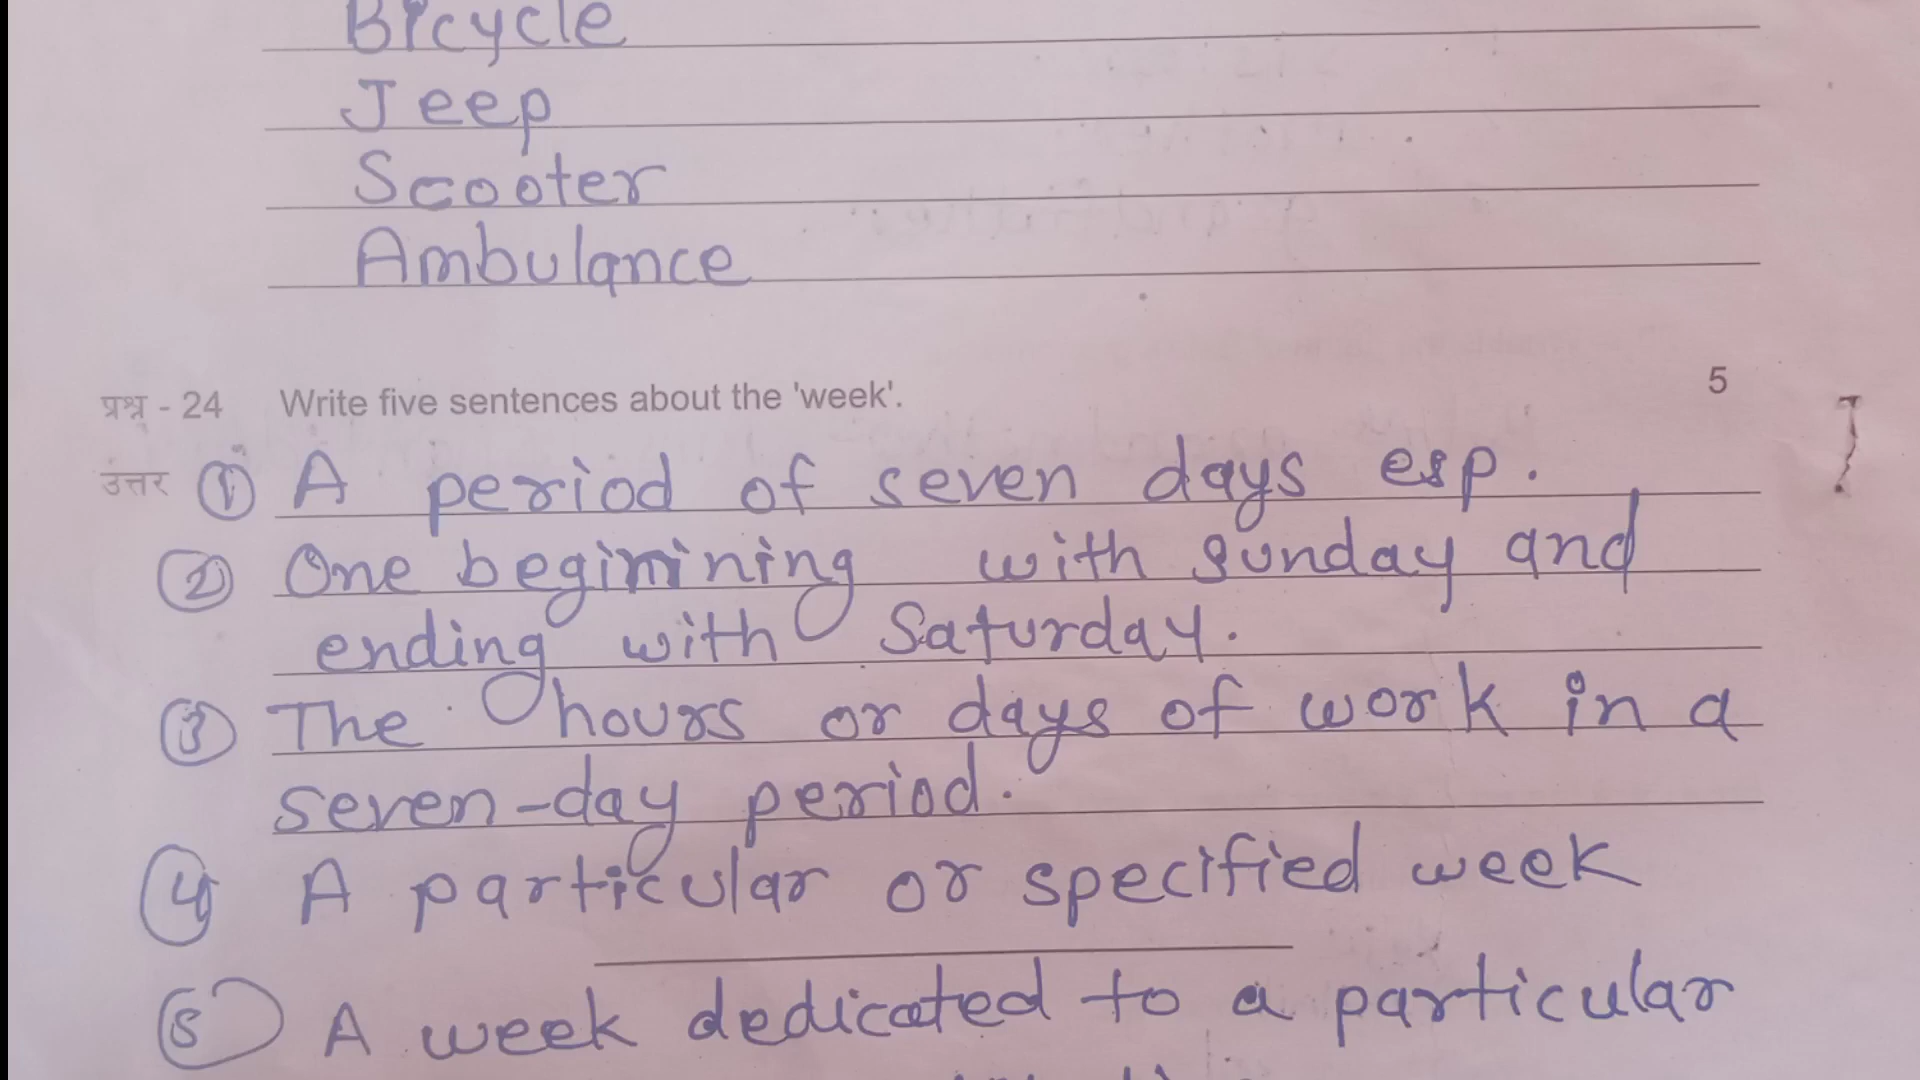 Bicycle
Jeep
Scooter
Ambulance
प्रश्न - 24 Write five sentences about the 'week'. 5
उत्तर ① A period of seven days esp.
② One beginining with sunday and
ending with Saturday.
③ The hours or days of work in a
seven-day period.
④ A particular or specified week
⑤ A week dedicated to a particular